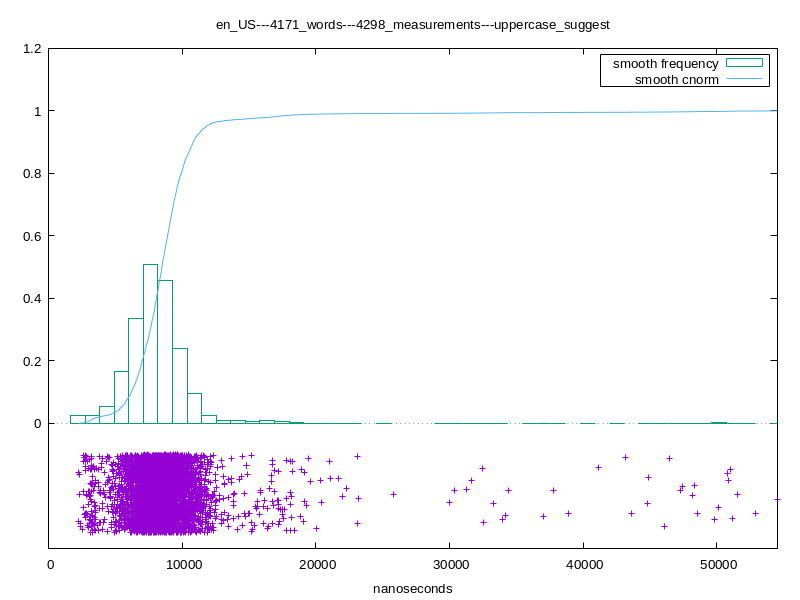 en_US---4171_words---4298_measurements---uppercase_suggest
1.2
smooth frequency
smooth cnorm
1
0.8
0.6
0.4
0.2
0
0 10000 20000 30000 40000 50000
nanoseconds